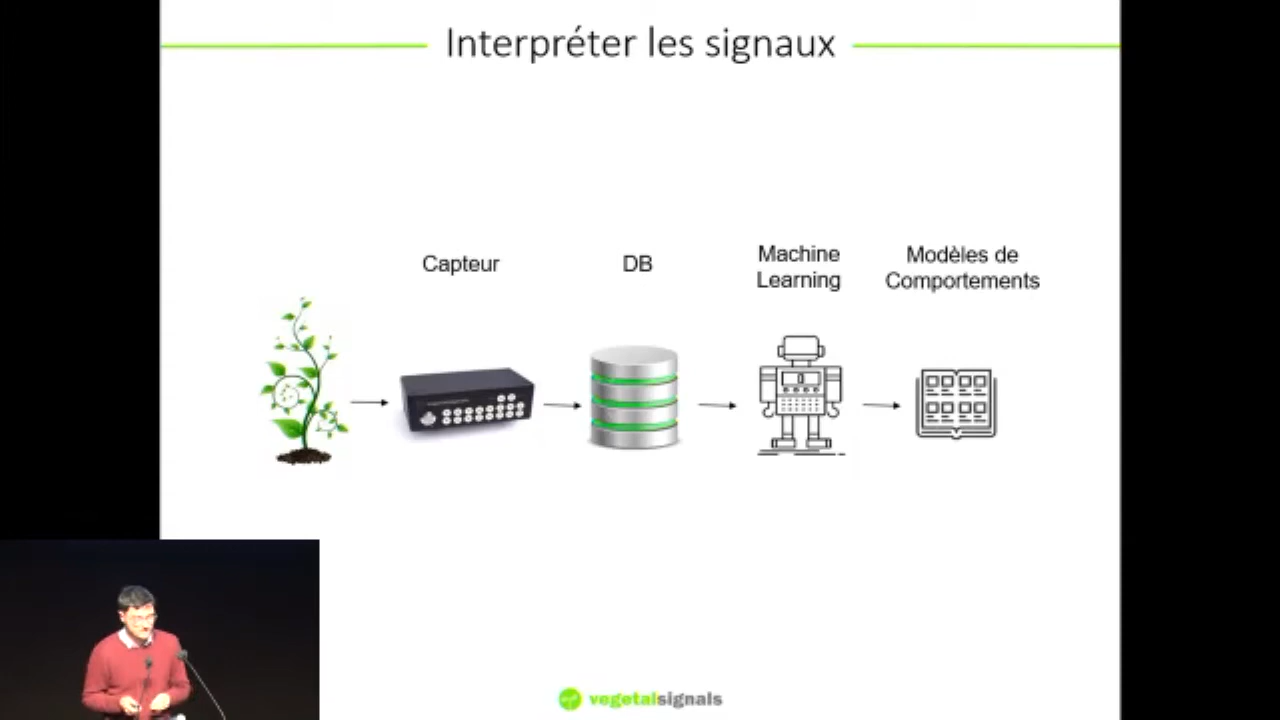 Interpréter les signaux
Capteur
DB
Machine
Learning
Modèles de
Comportements
vegetalsignals